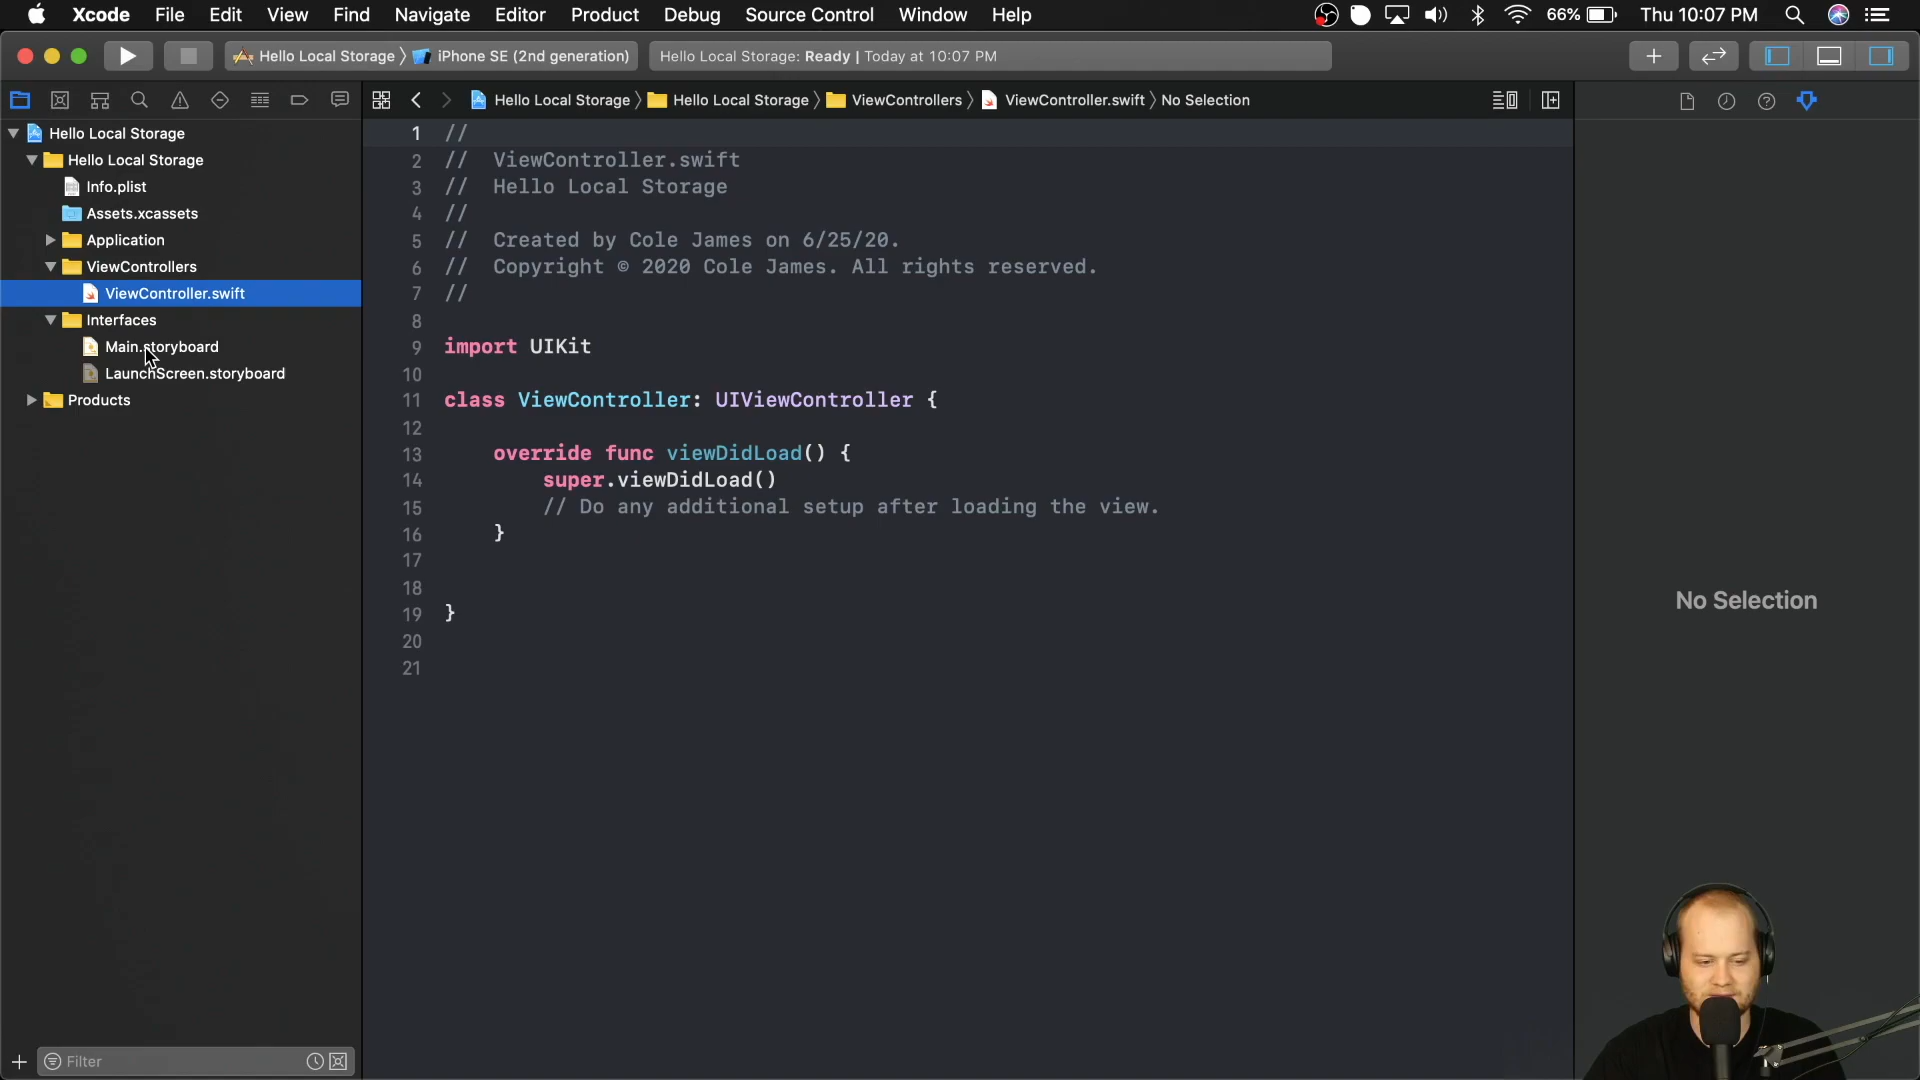 Xcode File Edit View Find Navigate Editor Product Debug Source Control Window Help 66% Thu 10:07 PM
Hello Local Storage iPhone SE (2nd generation) Hello Local Storage: Ready | Today at 10:07 PM
Hello Local Storage Hello Local Storage ViewControllers ViewController.swift No Selection
Hello Local Storage
Hello Local Storage
Info.plist
Assets.xcassets
Application
ViewControllers
ViewController.swift
Interfaces
Main.storyboard
LaunchScreen.storyboard
Products
Filter
1 //
2 // ViewController.swift
3 // Hello Local Storage
4 //
5 // Created by Cole James on 6/25/20.
6 // Copyright © 2020 Cole James. All rights reserved.
7 //
8
9 import UIKit
10
11 class ViewController: UIViewController {
12
13 override func viewDidLoad() {
14 super.viewDidLoad()
15 // Do any additional setup after loading the view.
16 }
17
18
19 }
20
21
No Selection